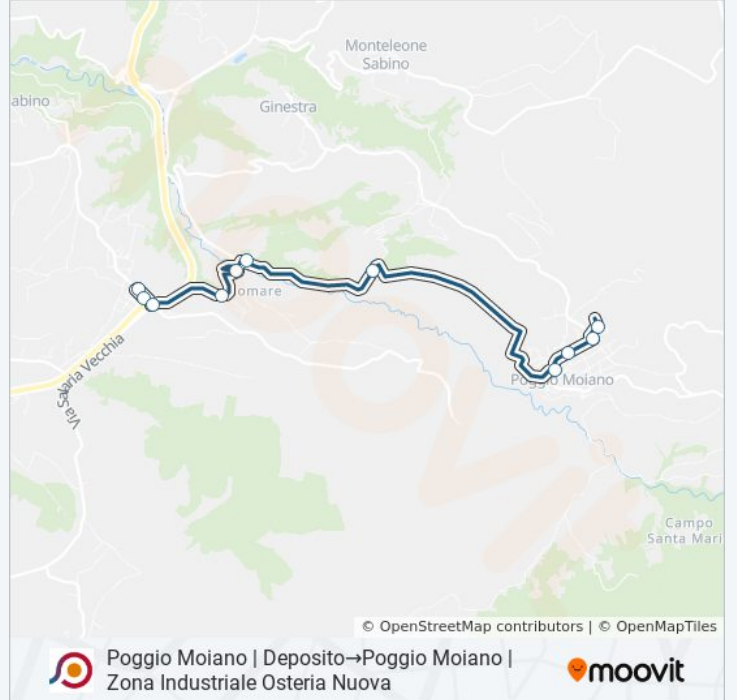 Monteleone
Sabino
abino
Ginestra
omare
Via Salaria Vecchia
Poggio Moiano
Campo
Santa Mari
© OpenStreetMap contributors | © OpenMapTiles
Poggio Moiano | Deposito→Poggio Moiano |
Zona Industriale Osteria Nuova
moovit